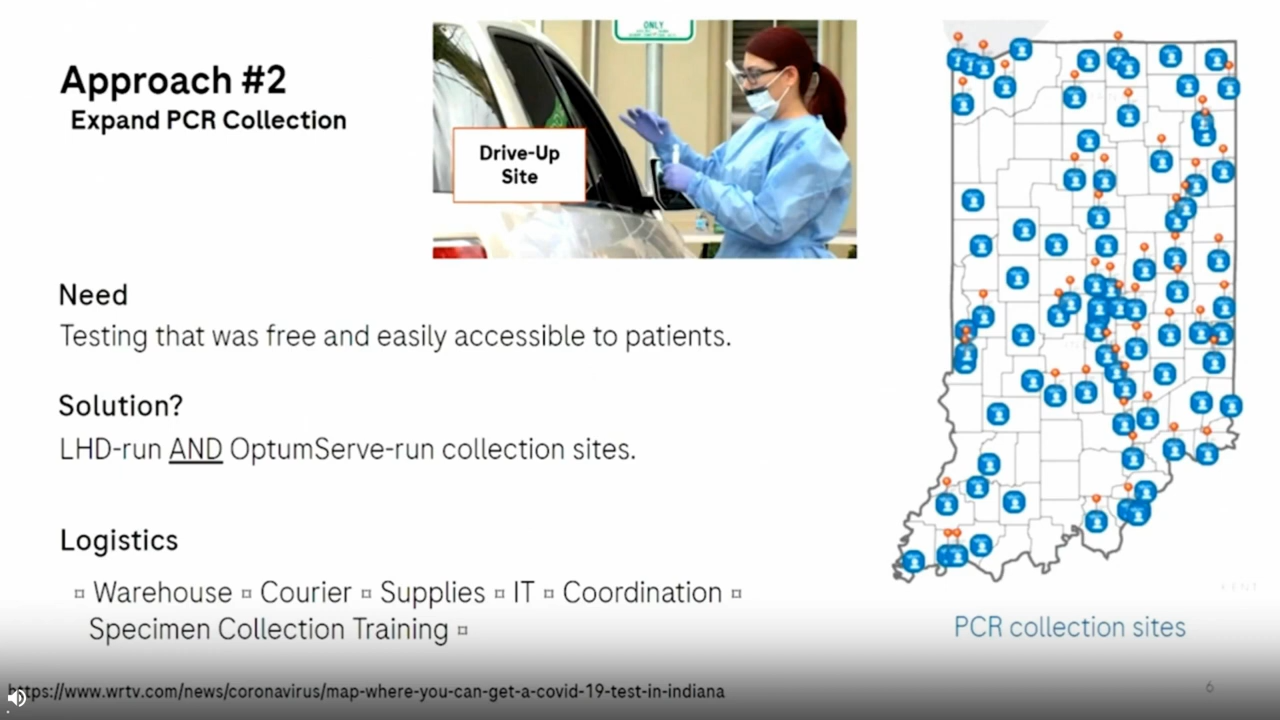 Approach #2
Expand PCR Collection
ONLY
Drive-Up
Site
Need
Testing that was free and easily accessible to patients.
Solution?
LHD-run AND OptumServe-run collection sites.
Logistics
¤ Warehouse ¤ Courier ¤ Supplies ¤ IT ¤ Coordination ¤
Specimen Collection Training ¤
PCR collection sites
https://www.wrtv.com/news/coronavirus/map-where-you-can-get-a-covid-19-test-in-indiana
6